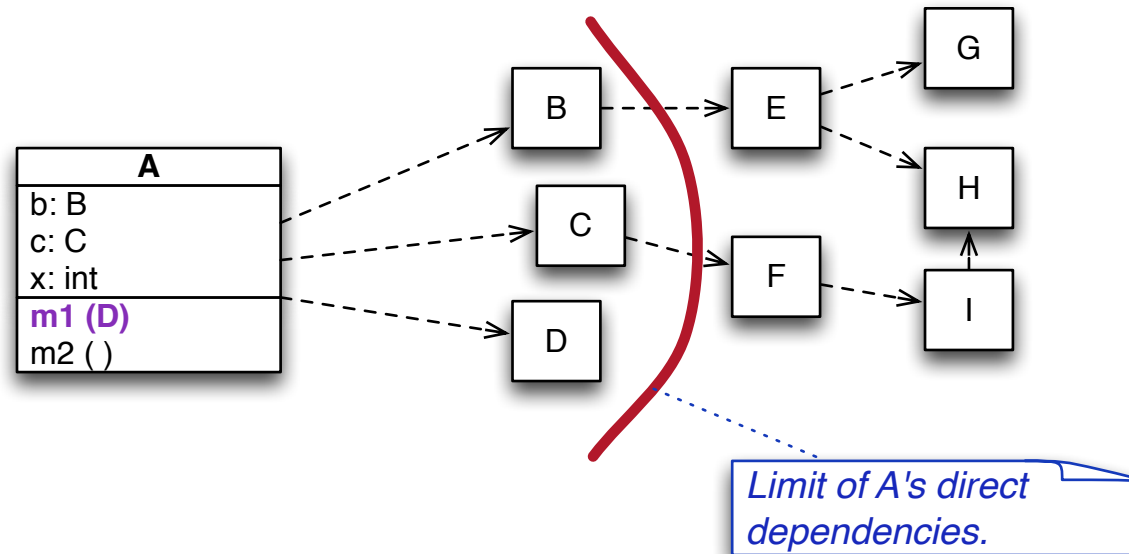 A
b: B
c: C
x: int
m1 (D)
m2 ( )
B
C
D
E
F
G
H
I
Limit of A's direct
dependencies.